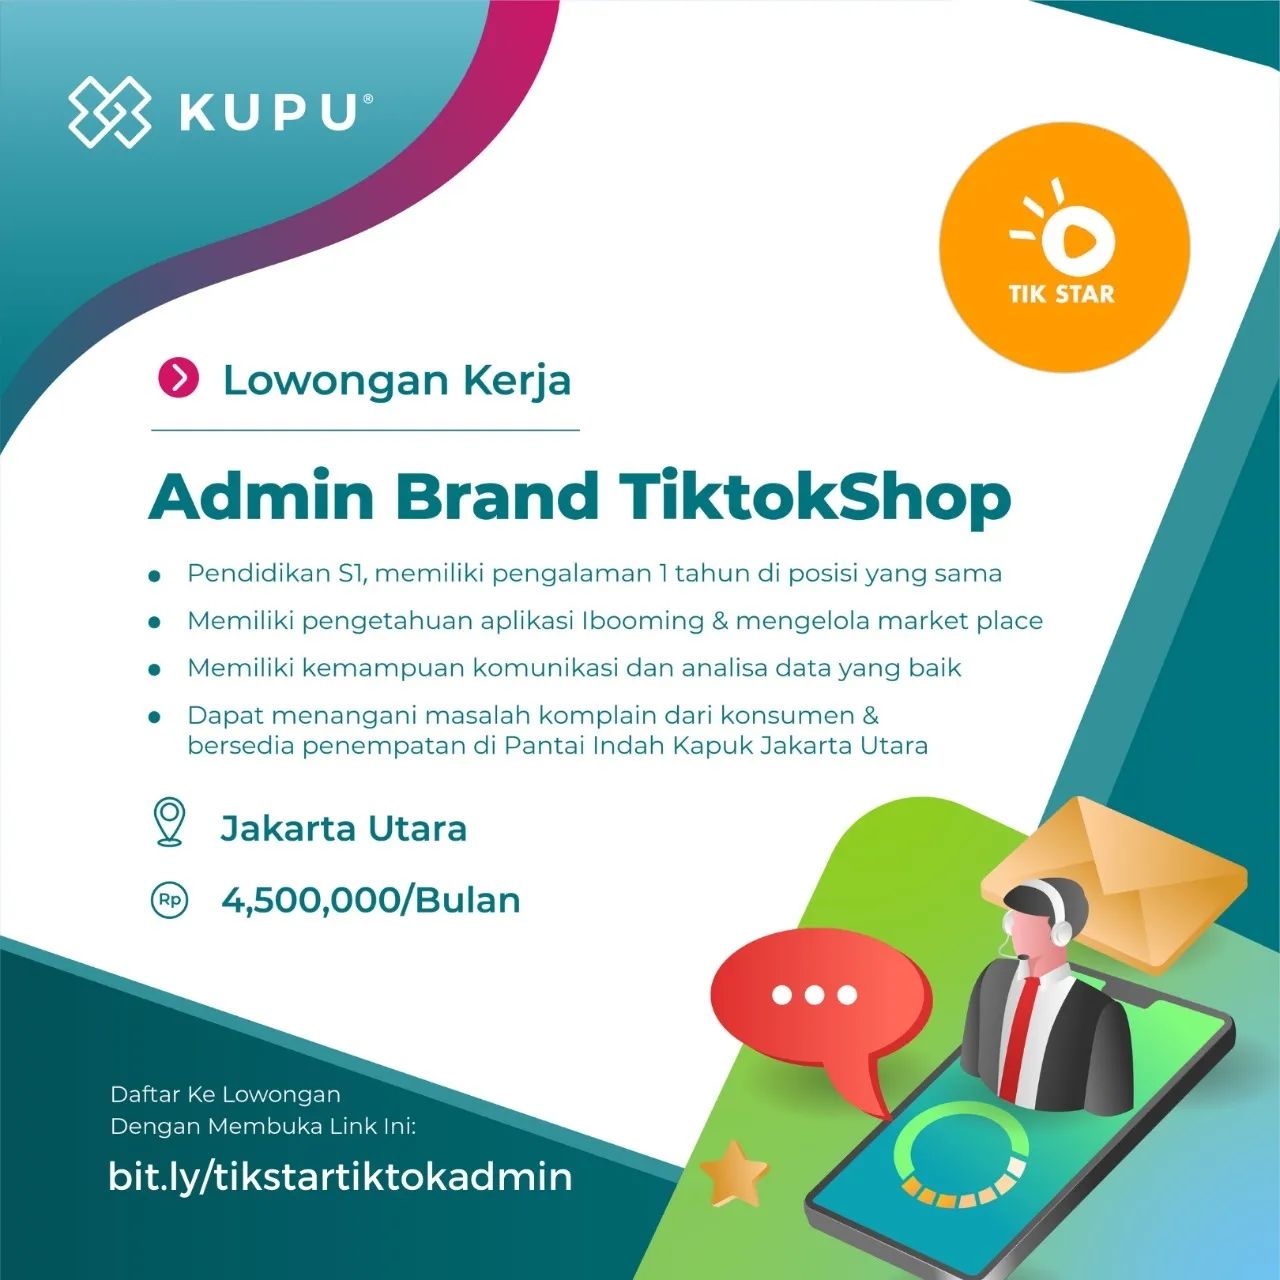 KUPU®
TIK STAR
Lowongan Kerja
Admin Brand TiktokShop
• Pendidikan S1, memiliki pengalaman 1 tahun di posisi yang sama
• Memiliki pengetahuan aplikasi Ibooming & mengelola market place
• Memiliki kemampuan komunikasi dan analisa data yang baik
• Dapat menangani masalah komplain dari konsumen &
bersedia penempatan di Pantai Indah Kapuk Jakarta Utara
Jakarta Utara
Rp 4,500,000/Bulan
Daftar Ke Lowongan
Dengan Membuka Link Ini:
bit.ly/tikstartiktokadmin